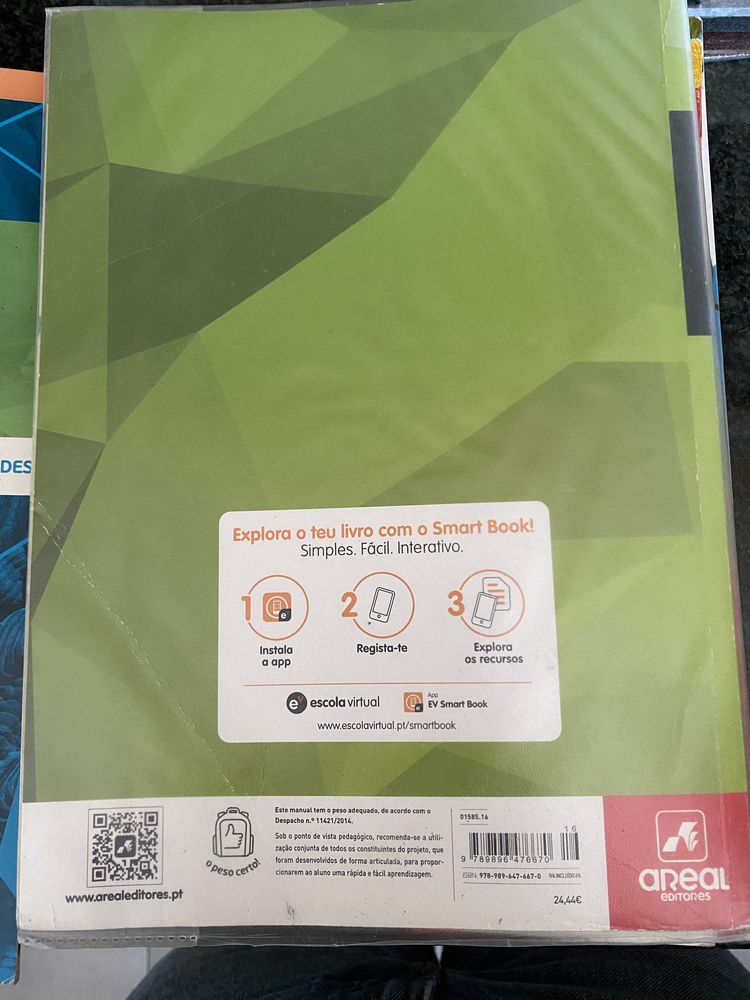 DES
Explora o teu livro com o Smart Book!
Simples. Fácil. Interativo.
1
2
3
Instala
a app
Regista-te
Explora
os recursos
escolavirtual
App
EV Smart Book
www.escolavirtual.pt/smartbook
www.arealeditores.pt
o peso certo!
Este manual tem o peso adequado, de acordo com o
Despacho n.º 11421/2014.
Sob o ponto de vista pedagógico, recomenda-se a utili-
zação conjunta de todos os constituintes do projeto, que
foram desenvolvidos de forma articulada, para propor-
cionarem ao aluno uma rápida e fácil aprendizagem.
01585.16
16
9 789896 476670
ISBN: 978-989-647-667-0 IVA INCLUÍDO 6%
24,44€
aREAL
EDITORES